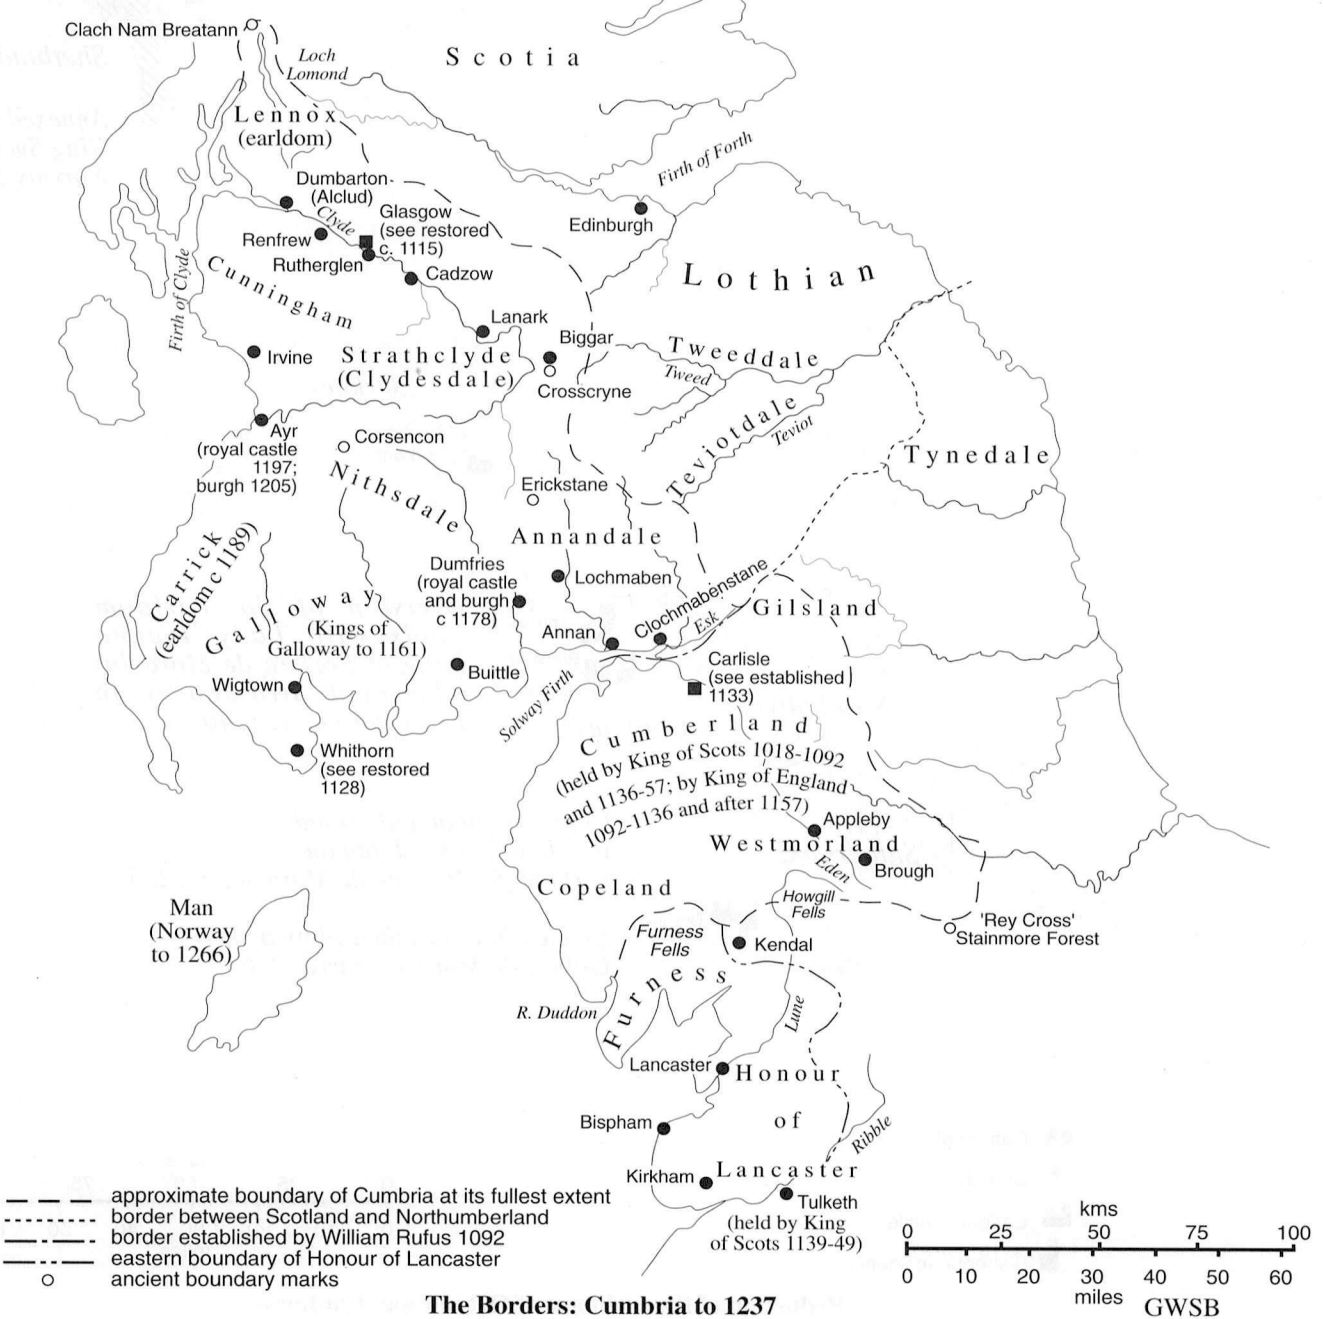 Clach Nam Breatann
Loch
Lomond
Scotia
Lennox
(earldom)
Firth of Forth
Dumbarton
(Alclud)
Clyde
Glasgow
(see restored
c. 1115)
Edinburgh
Renfrew
Rutherglen
Cadzow
Lothian
Cunningham
Firth of Clyde
Lanark
Biggar
Irvine
Strathclyde
(Clydesdale)
Crosscryne
Tweeddale
Tweed
Teviotdale
Teviot
Ayr
(royal castle
1197;
burgh 1205)
Corsencon
Nithsdale
Erickstane
Tynedale
Annandale
Carrick
(earldom c 1189)
Dumfries
(royal castle
and burgh
c 1178)
Lochmaben
Clochmabenstane
Esk
Gilsland
Galloway
(Kings of
Galloway to 1161)
Annan
Buittle
Wigtown
Solway Firth
Carlisle
(see established
1133)
Whithorn
(see restored
1128)
Cumberland
(held by King of Scots 1018-1092
and 1136-57; by King of England
1092-1136 and after 1157)
Appleby
Westmorland
Eden
Brough
Copeland
Howgill
Fells
Man
(Norway
to 1266)
Furness
Fells
Kendal
'Rey Cross'
Stainmore Forest
Furness
R. Duddon
Lune
Lancaster
Honour
of
Lancaster
Bispham
Ribble
Kirkham
Tulketh
(held by King
of Scots 1139-49)
approximate boundary of Cumbria at its fullest extent
border between Scotland and Northumberland
border established by William Rufus 1092
eastern boundary of Honour of Lancaster
ancient boundary marks
kms
0 25 50 75 100
0 10 20 30 40 50 60
miles
GWSB
The Borders: Cumbria to 1237